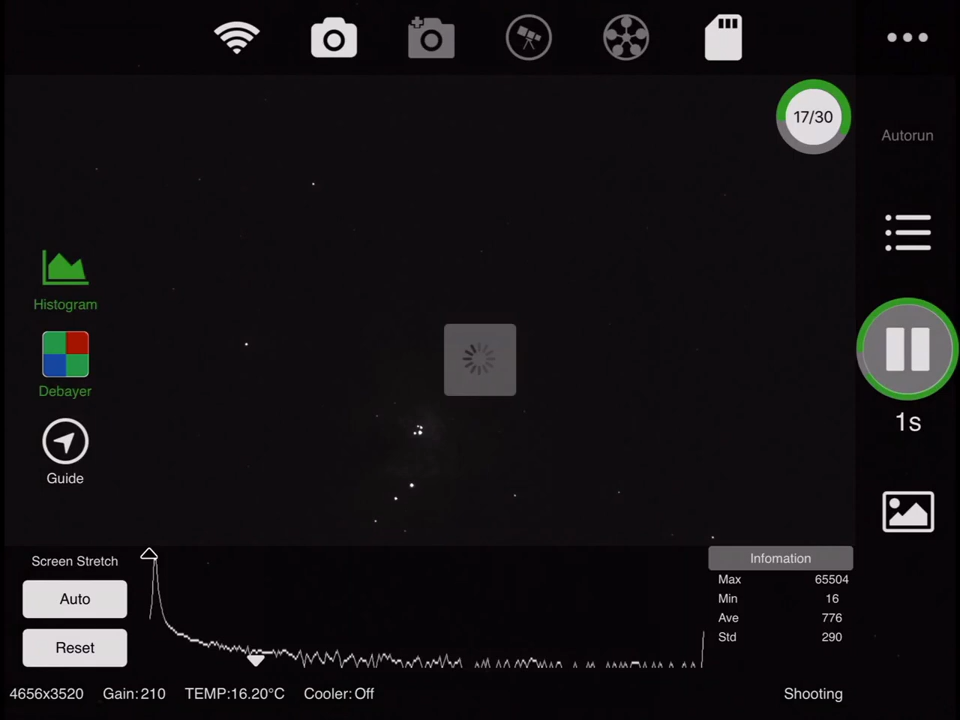 17/30
Autorun
Histogram
Debayer
Guide
1s
Screen Stretch
Auto
Reset
Infomation
Max 65504
Min 16
Ave 776
Std 290
4656x3520 Gain:210 TEMP:16.20°C Cooler:Off Shooting